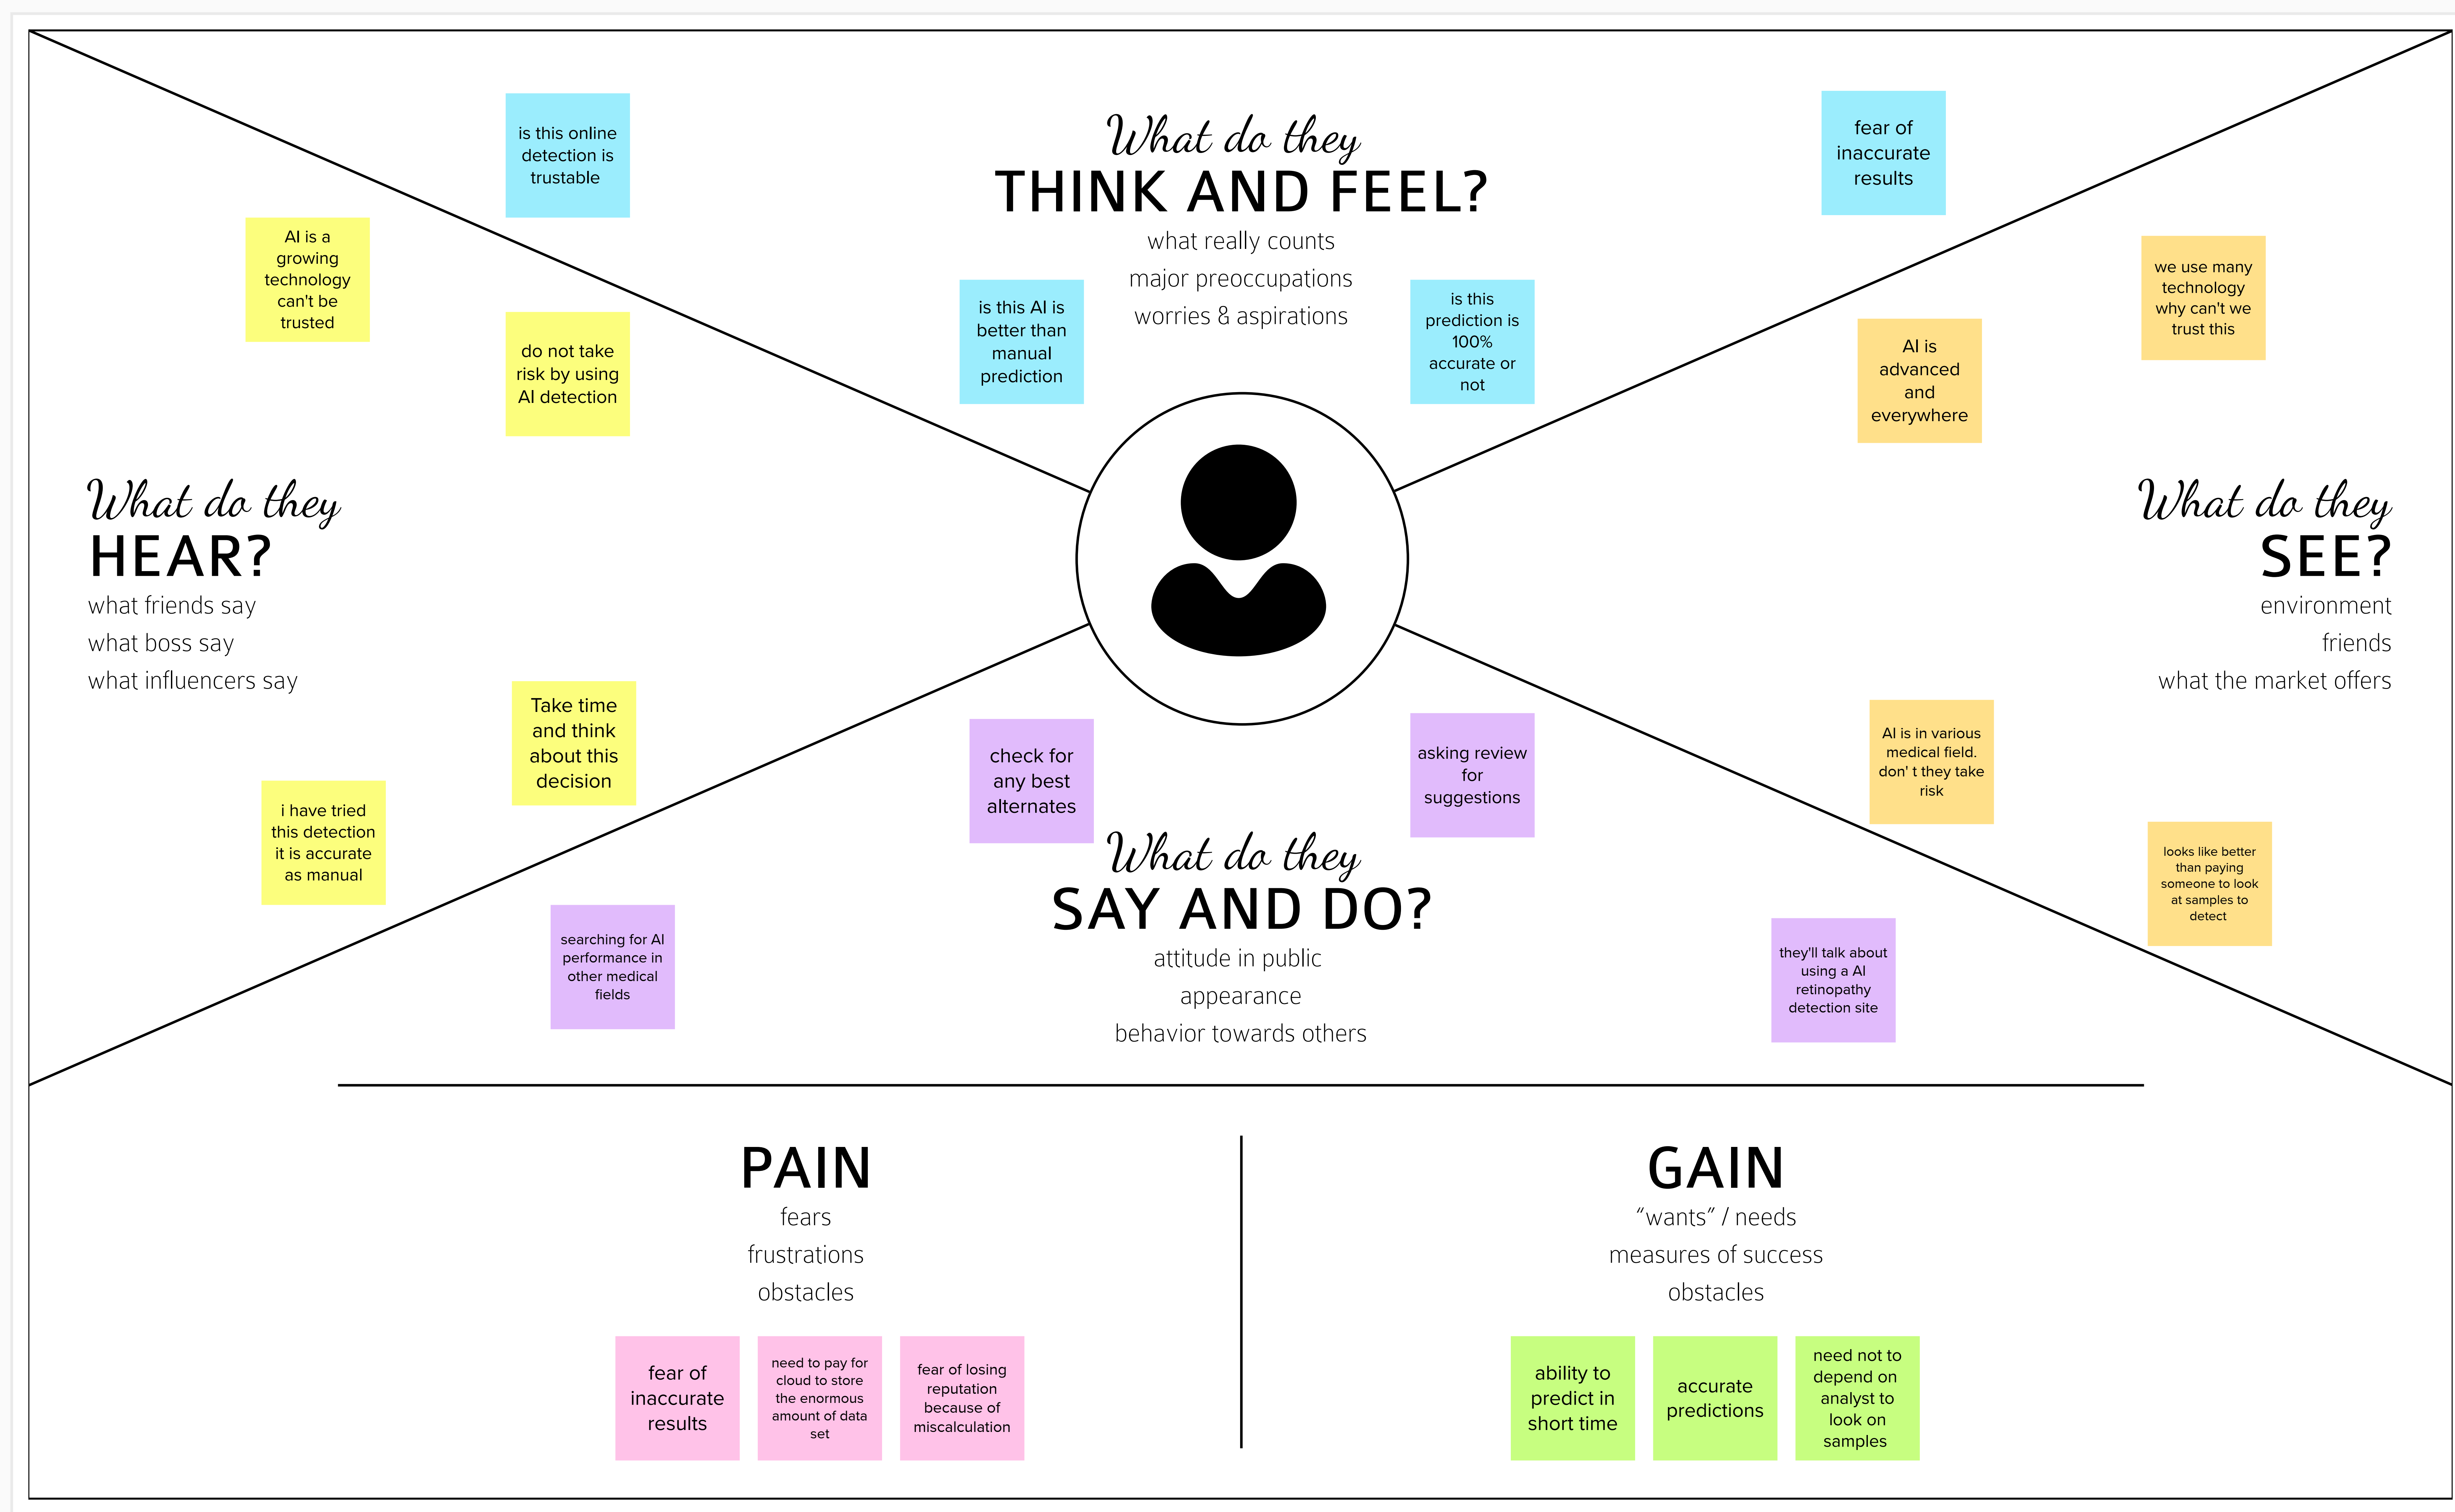 is this online
detection is
trustable
What do they
THINK AND FEEL?
what really counts
major preoccupations
worries & aspirations
fear of
inaccurate
results
is this AI is
better than
manual
prediction
is this
prediction is
100%
accurate or
not
AI is a
growing
technology
can't be
trusted
do not take
risk by using
AI detection
What do they
HEAR?
what friends say
what boss say
what influencers say
Take time
and think
about this
decision
i have tried
this detection
it is accurate
as manual
we use many
technology
why can't we
trust this
AI is
advanced
and
everywhere
What do they
SEE?
environment
friends
what the market offers
AI is in various
medical field.
don' t they take
risk
looks like better
than paying
someone to look
at samples to
detect
check for
any best
alternates
asking review
for
suggestions
What do they
SAY AND DO?
attitude in public
appearance
behavior towards others
searching for AI
performance in
other medical
fields
they'll talk about
using a AI
retinopathy
detection site
PAIN
fears
frustrations
obstacles
fear of
inaccurate
results
need to pay for
cloud to store
the enormous
amount of data
set
fear of losing
reputation
because of
miscalculation
GAIN
“wants” / needs
measures of success
obstacles
ability to
predict in
short time
accurate
predictions
need not to
depend on
analyst to
look on
samples